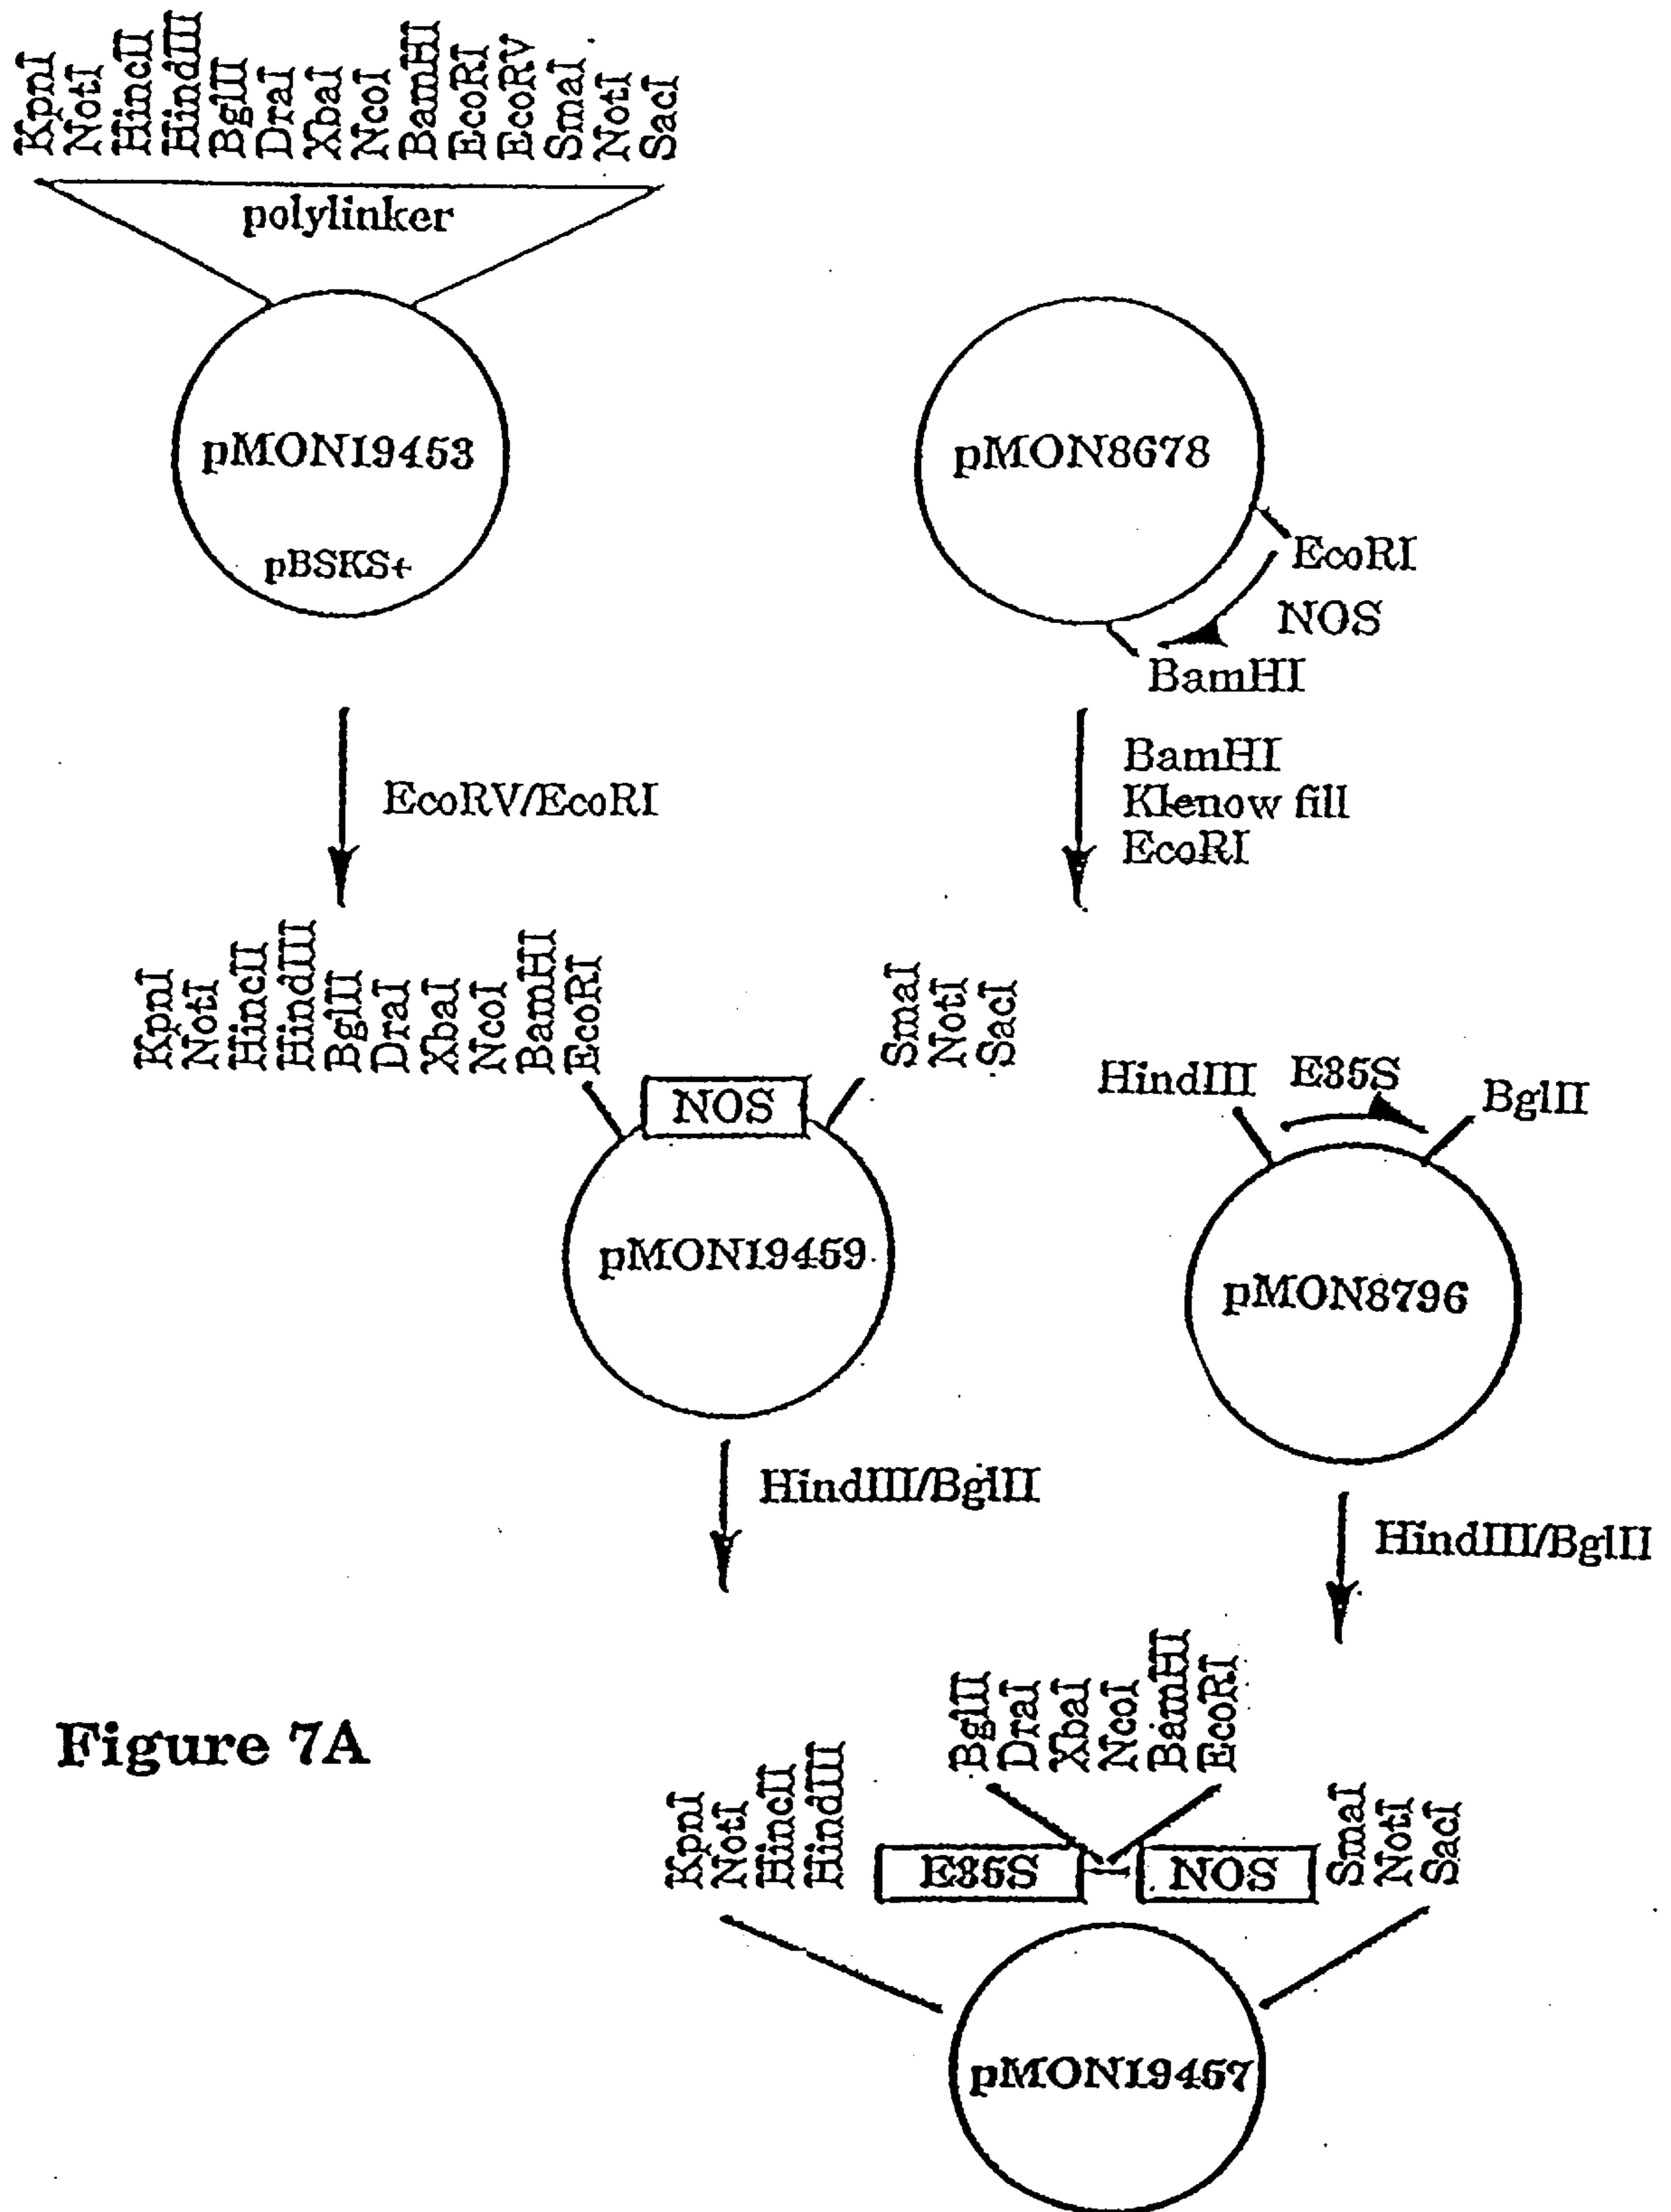 KpnI
NotI
HincII
HindIII
BglII
DraI
XbaI
NcoI
BamHI
EcoRI
EcoRV
SmaI
NotI
SacI
polylinker
pMON19453
pBSKS+
pMON8678
EcoRI
NOS
BamHI
EcoRV/EcoRI
BamHI
Klenow fill
EcoRI
KpnI
NotI
HincII
HindIII
BglII
DraI
XbaI
NcoI
BamHI
EcoRI
NOS
SmaI
NotI
SacI
pMON19459
HindIII
E35S
BglII
pMON8796
HindIII/BglII
HindIII/BglII
Figure 7A
KpnI
NotI
HincII
HindIII
E35S
BglII
DraI
XbaI
NcoI
BamHI
EcoRI
NOS
SmaI
NotI
SacI
pMON19457